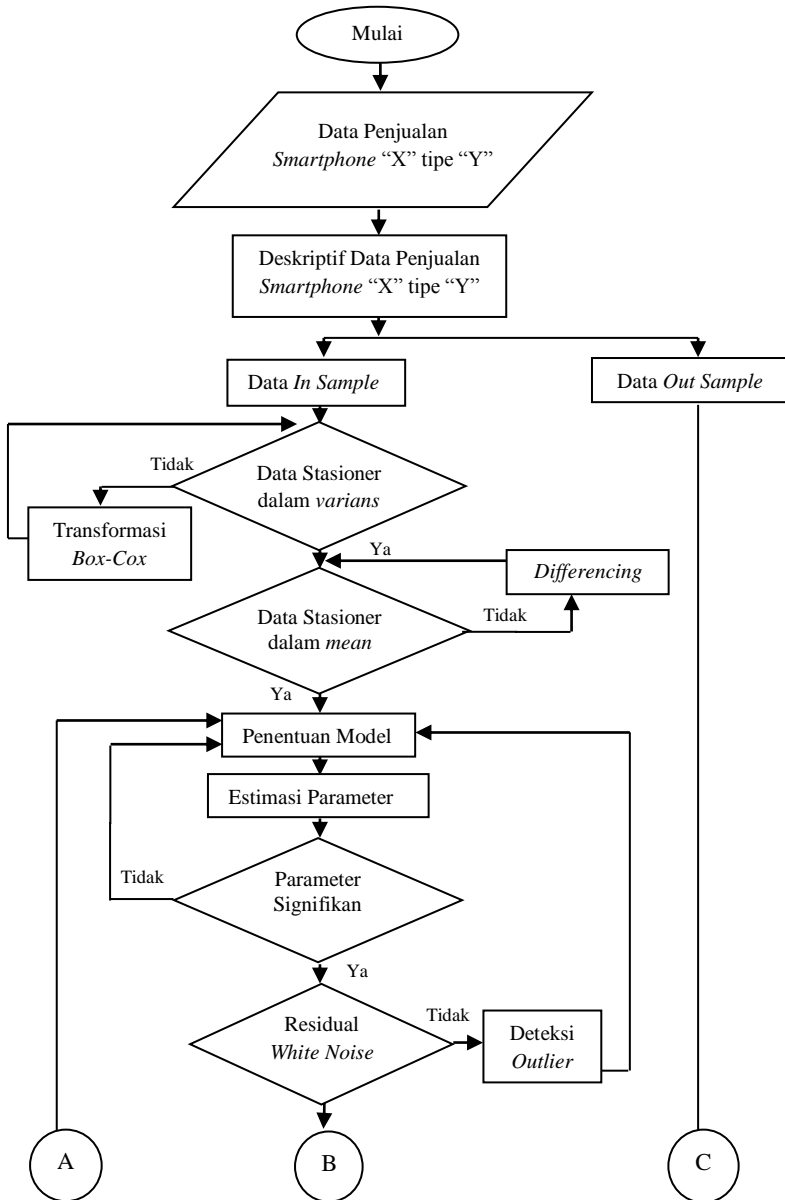 Mulai
Data Penjualan
Smartphone “X” tipe “Y”
Deskriptif Data Penjualan
Smartphone “X” tipe “Y”
Data In Sample
Data Out Sample
Tidak
Data Stasioner
dalam varians
Transformasi
Box-Cox
Ya
Differencing
Data Stasioner
dalam mean
Tidak
Ya
Penentuan Model
Estimasi Parameter
Tidak
Parameter
Signifikan
Ya
Residual
White Noise
Tidak
Deteksi
Outlier
A
B
C